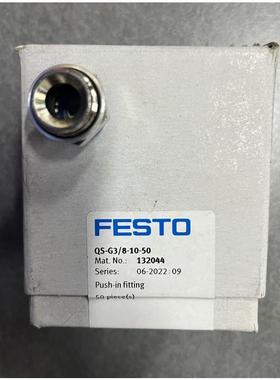 FESTO
QS-G3/8-10-50
Mat. No.: 132044
Series: 06-2022:09
Push-in fitting
50 piece(s)